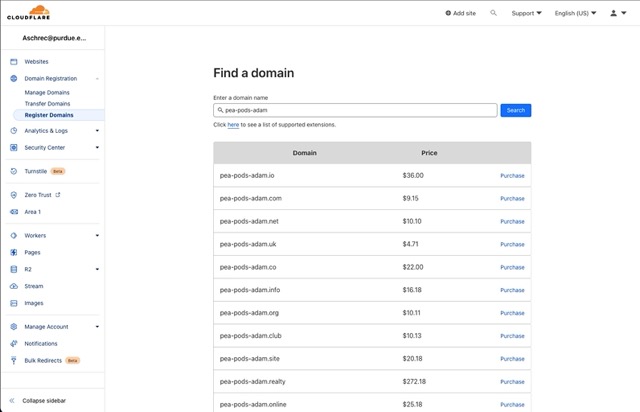 CLOUDFLARE
Add site
Support
English (US)
Aschrec@purdue.e...
Websites
Domain Registration
Manage Domains
Transfer Domains
Register Domains
Analytics & Logs
Security Center
Turnstile Beta
Zero Trust
Area 1
Workers
Pages
R2
Stream
Images
Manage Account
Notifications
Bulk Redirects Beta
Collapse sidebar
Find a domain
Enter a domain name
pea-pods-adam Search
Click here to see a list of supported extensions.
Domain Price
pea-pods-adam.io $36.00 Purchase
pea-pods-adam.com $9.15 Purchase
pea-pods-adam.net $10.10 Purchase
pea-pods-adam.uk $4.71 Purchase
pea-pods-adam.co $22.00 Purchase
pea-pods-adam.info $16.18 Purchase
pea-pods-adam.org $10.11 Purchase
pea-pods-adam.club $10.13 Purchase
pea-pods-adam.site $20.18 Purchase
pea-pods-adam.realty $272.18 Purchase
pea-pods-adam.online $25.18 Purchase